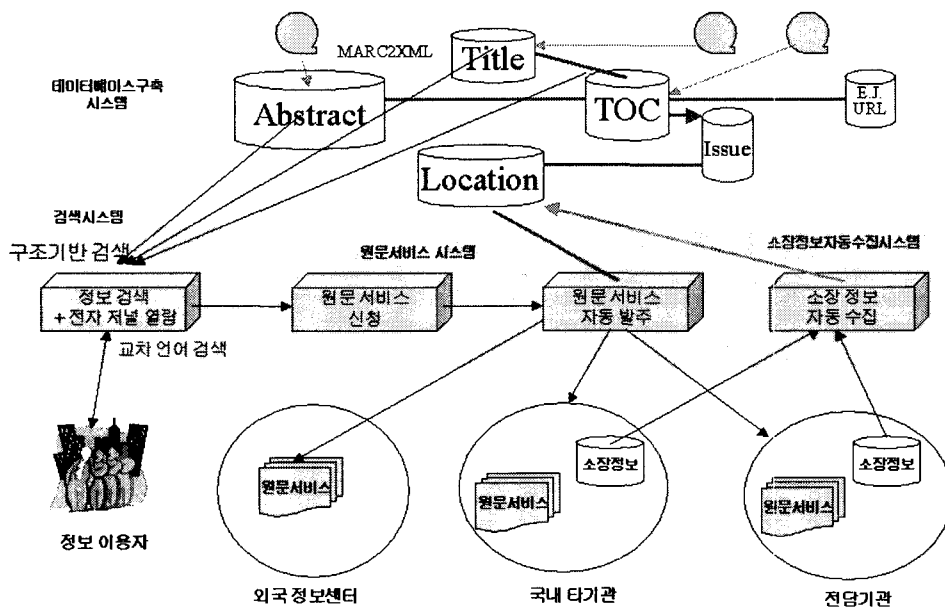 MARC2XML
Title
데이터베이스구축
시스템
Abstract
TOC
E.J.
URL
Issue
Location
검색시스템
구조기반 검색
원문서비스 시스템
소장정보자동수집시스템
정보 검색
+ 전자 저널 열람
원문 서비스
신청
원문 서비스
자동 발주
소장 정보
자동 수집
교차 언어 검색
소장정보
소장정보
원문서비스
원문서비스
원문서비스
정보 이용자
외국 정보센터
국내 타기관
전담기관